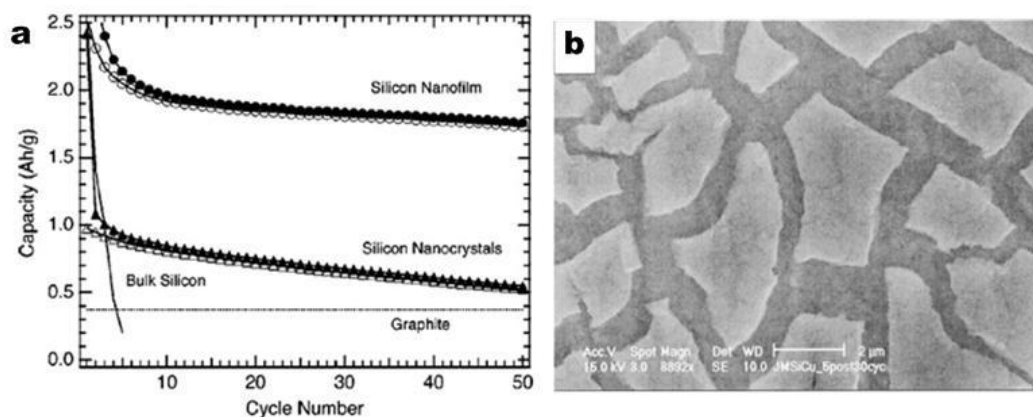 a
2.5
2.0
1.5
1.0
0.5
0.0
Capacity (Ah/g)
Silicon Nanofilm
Silicon Nanocrystals
Bulk Silicon
Graphite
10 20 30 40 50
Cycle Number
b
Acc.V Spot Magn Det WD 2 µm
15.0 kV 3.0 8892x SE 10.0 JMSiCu_5post30cyc